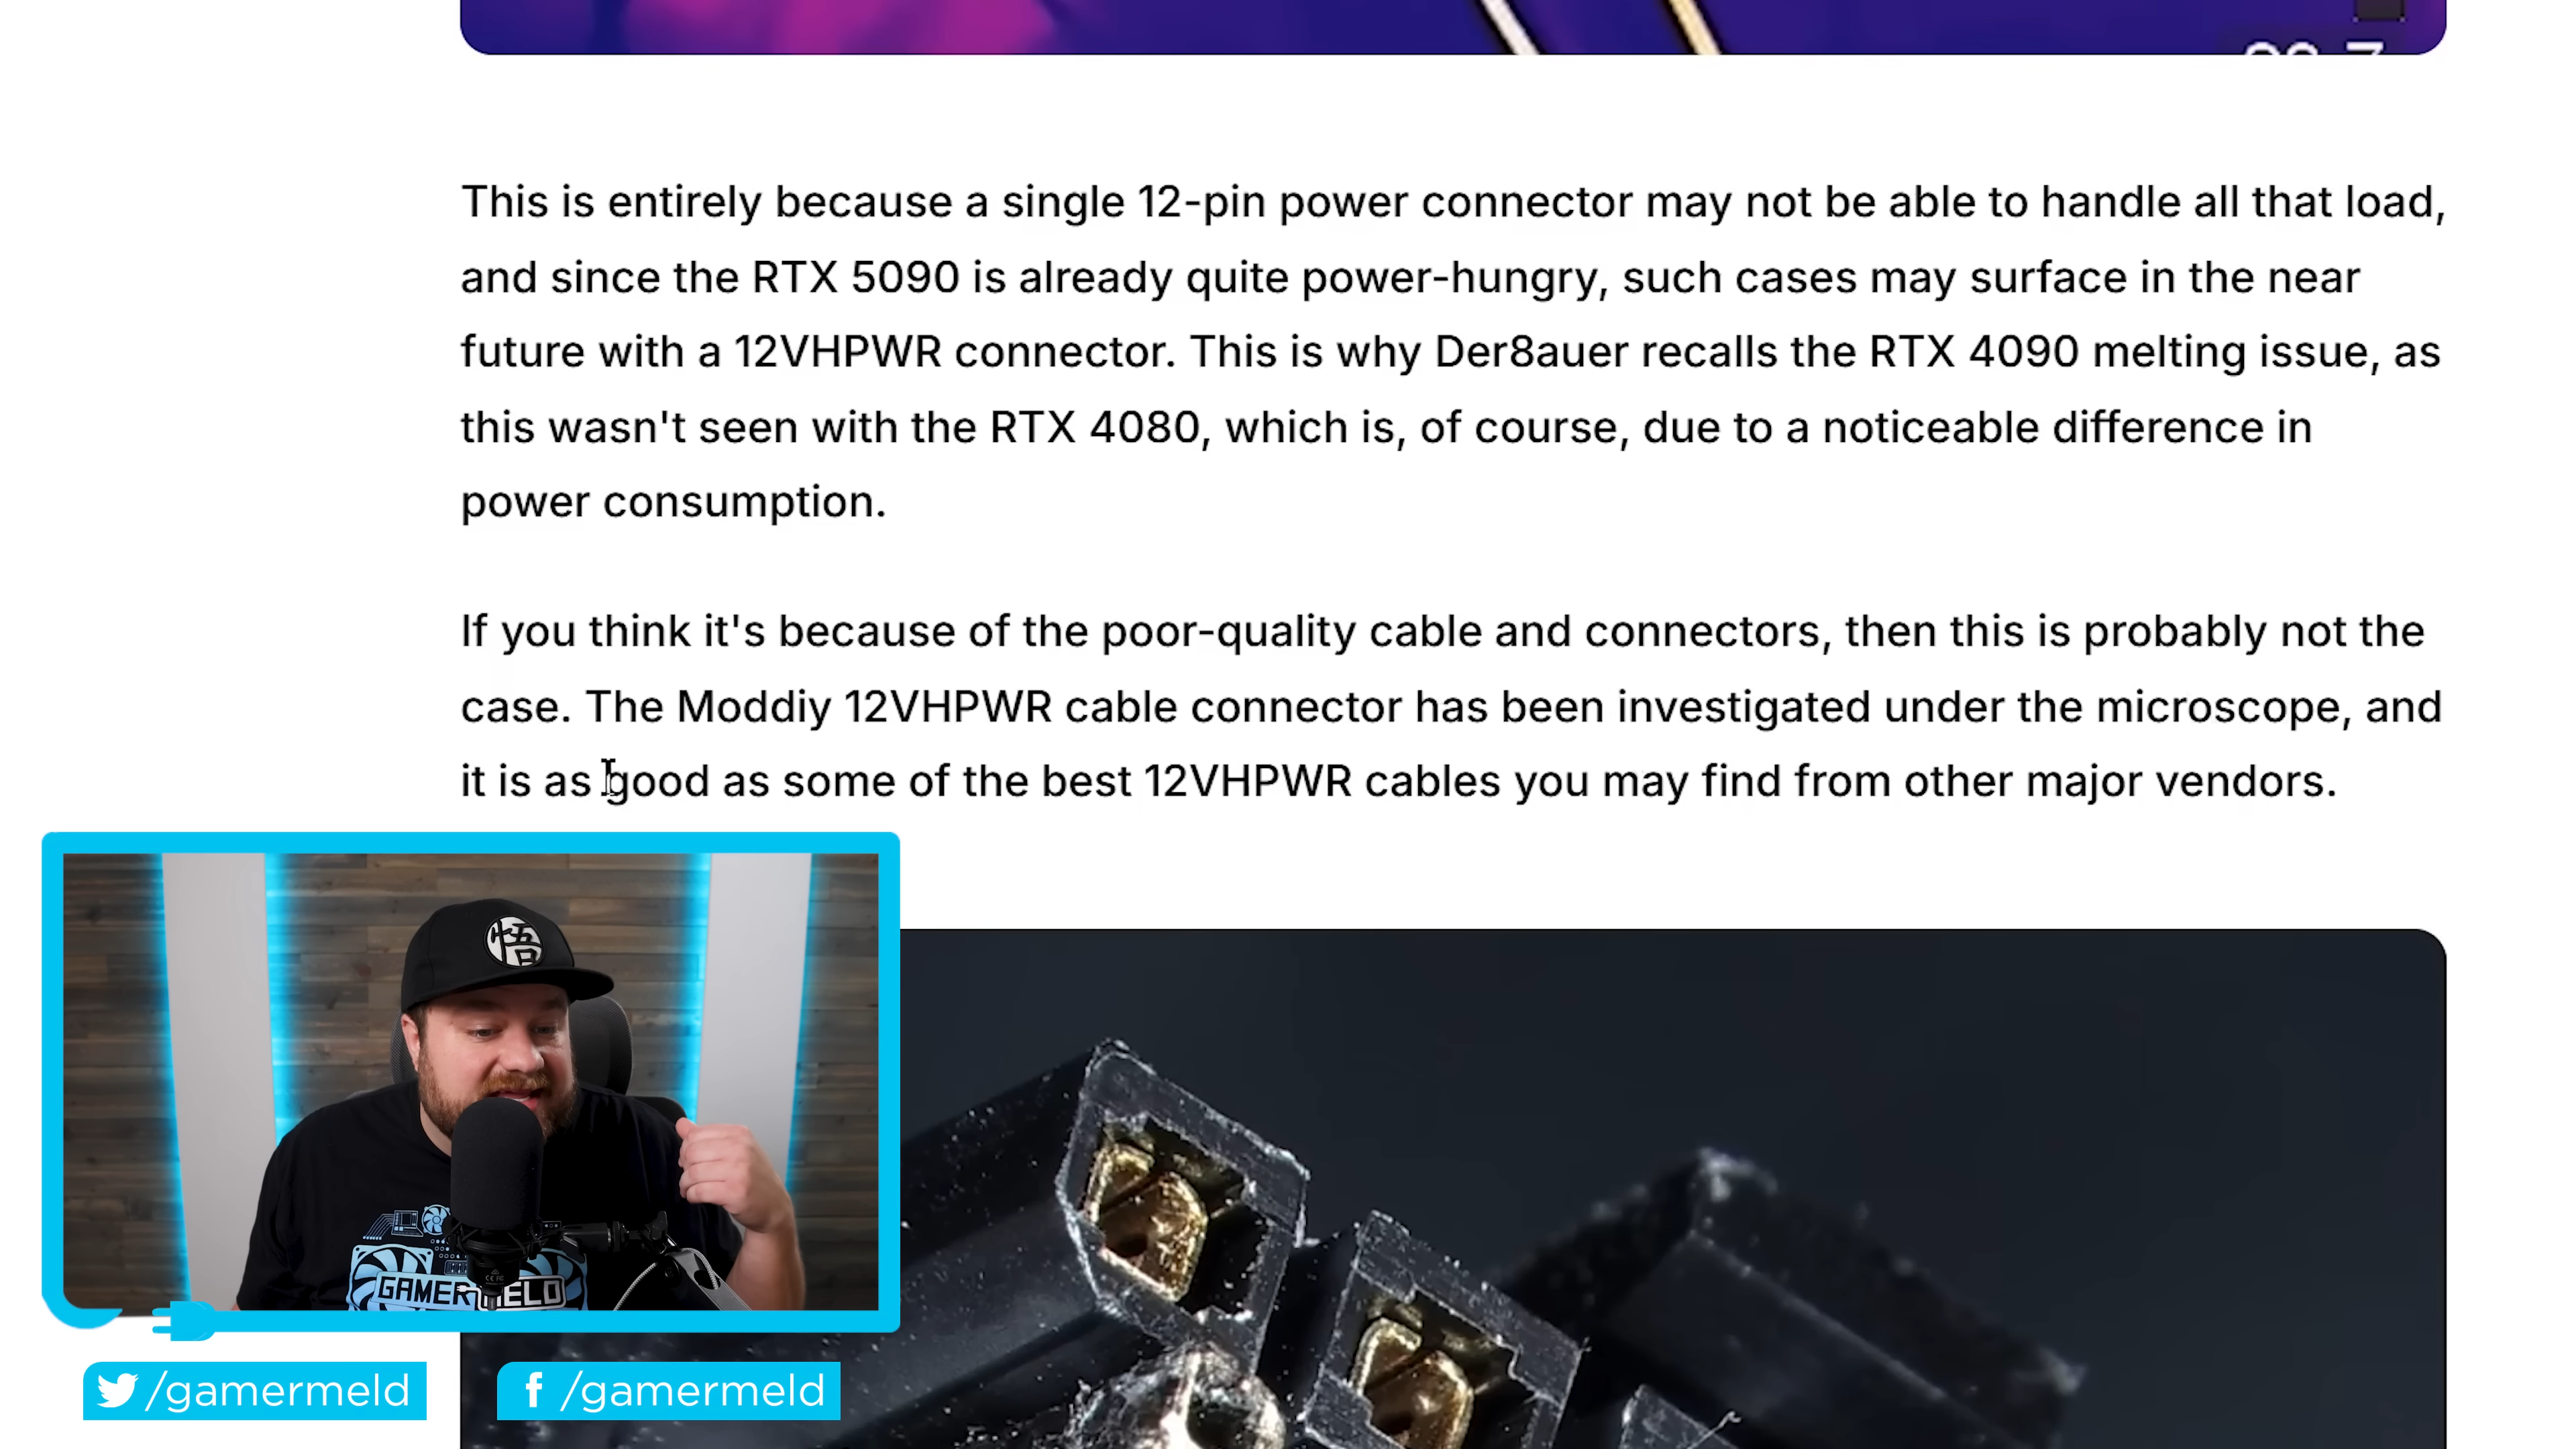 This is entirely because a single 12-pin power connector may not be able to handle all that load,
and since the RTX 5090 is already quite power-hungry, such cases may surface in the near
future with a 12VHPWR connector. This is why Der8auer recalls the RTX 4090 melting issue, as
this wasn't seen with the RTX 4080, which is, of course, due to a noticeable difference in
power consumption.
If you think it's because of the poor-quality cable and connectors, then this is probably not the
case. The Moddiy 12VHPWR cable connector has been investigated under the microscope, and
it is as good as some of the best 12VHPWR cables you may find from other major vendors.
悟
GAMER MELD
/gamermeld
f /gamermeld